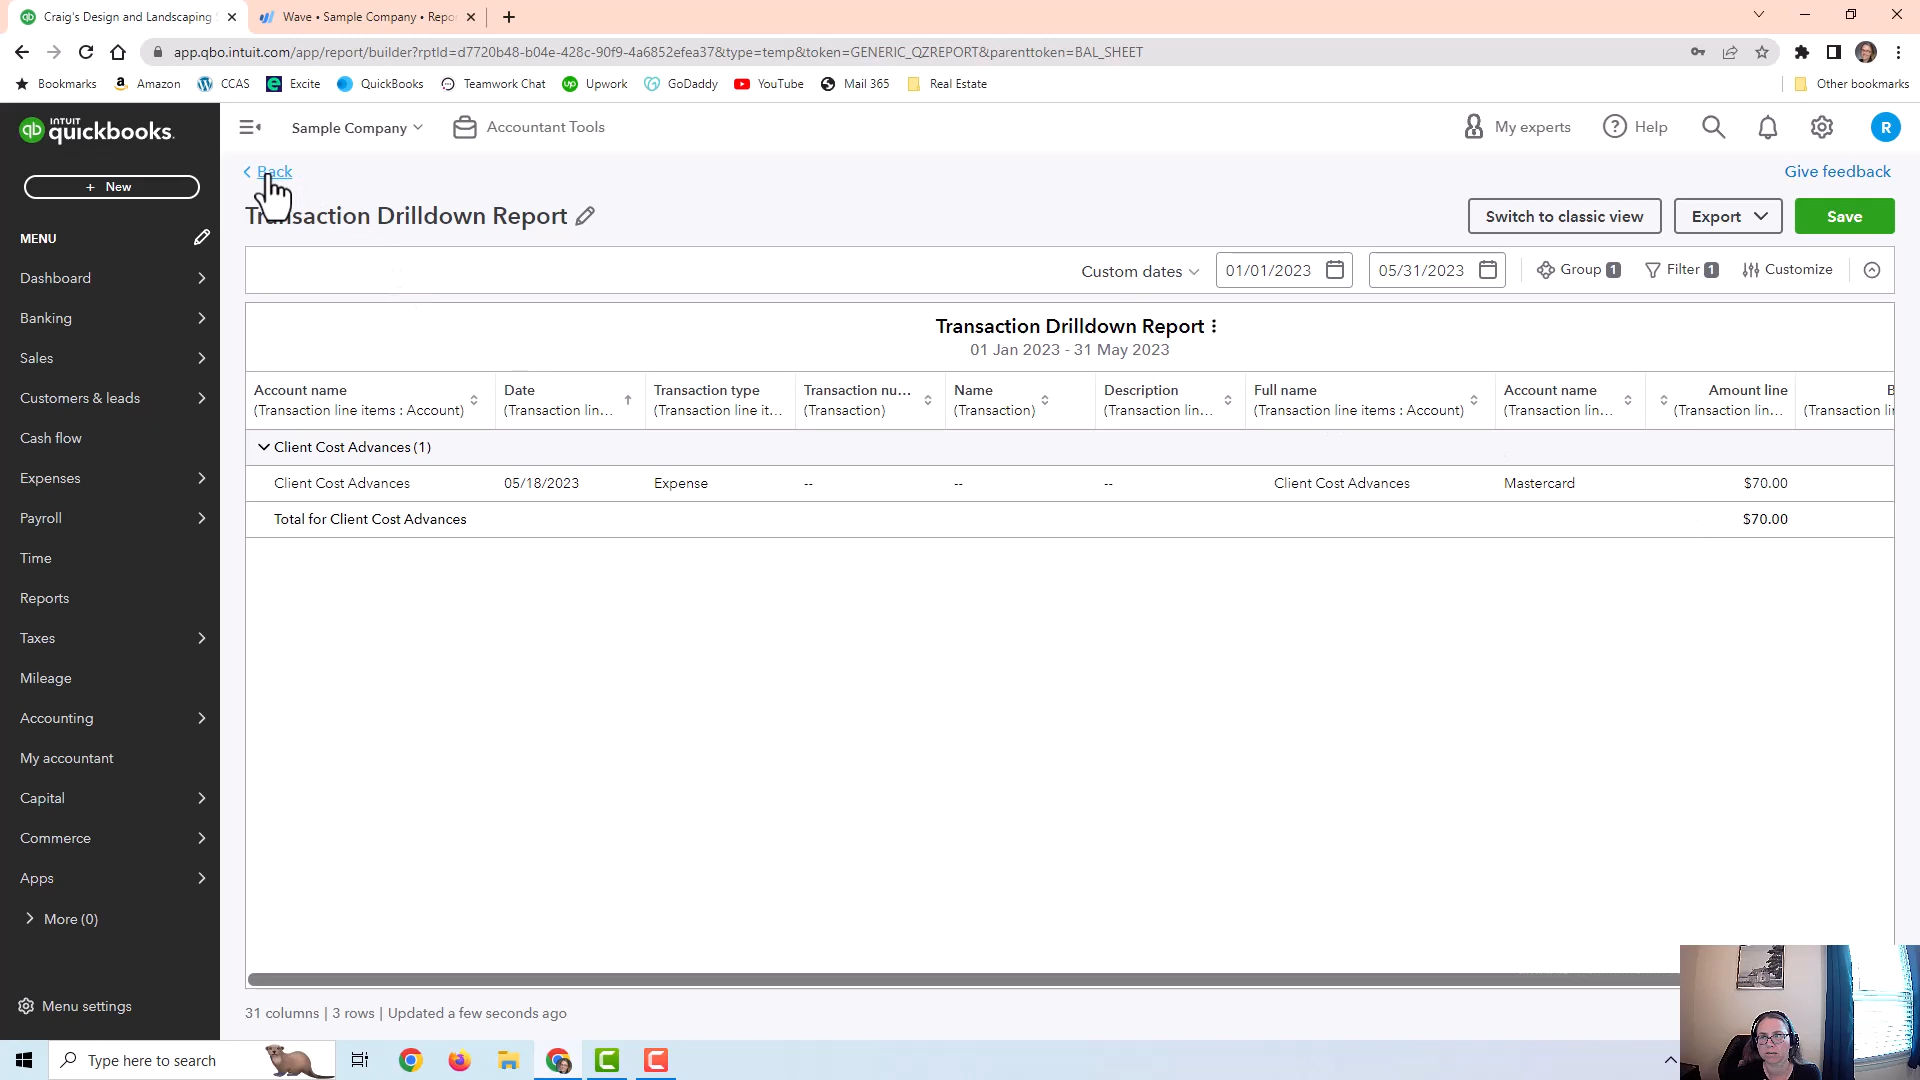 Craig's Design and Landscaping S
Wave • Sample Company • Repor
app.qbo.intuit.com/app/report/builder?rptId=d7720b48-b04e-428c-90f9-4a6852efea37&type=temp&token=GENERIC_QZREPORT&parenttoken=BAL_SHEET
Bookmarks
Amazon
CCAS
Excite
QuickBooks
Teamwork Chat
Upwork
GoDaddy
YouTube
Mail 365
Real Estate
Other bookmarks
INTUIT
quickbooks.
Sample Company
Accountant Tools
My experts
Help
R
+ New
MENU
Dashboard
Banking
Sales
Customers & leads
Cash flow
Expenses
Payroll
Time
Reports
Taxes
Mileage
Accounting
My accountant
Capital
Commerce
Apps
More (0)
Menu settings
Back
Give feedback
Transaction Drilldown Report
Switch to classic view
Export
Save
Custom dates
01/01/2023
05/31/2023
Group 1
Filter 1
Customize
Transaction Drilldown Report
01 Jan 2023 - 31 May 2023
Account name
(Transaction line items : Account)
Date
(Transaction lin...
Transaction type
(Transaction line it...
Transaction nu...
(Transaction)
Name
(Transaction)
Description
(Transaction lin...
Full name
(Transaction line items : Account)
Account name
(Transaction lin...
Amount line
(Transaction lin...
B
(Transaction li
Client Cost Advances (1)
Client Cost Advances 05/18/2023 Expense -- -- -- Client Cost Advances Mastercard $70.00
Total for Client Cost Advances $70.00
31 columns | 3 rows | Updated a few seconds ago
Type here to search